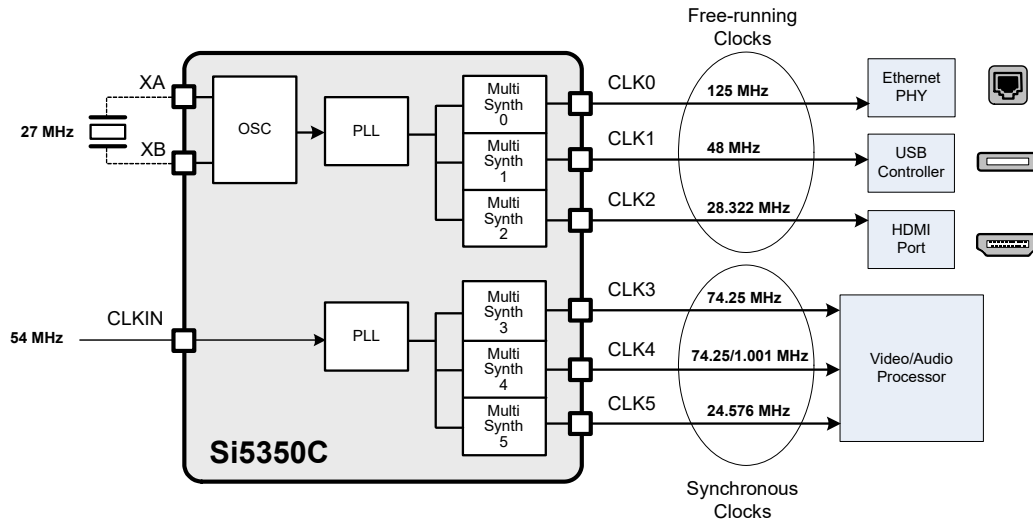 Free-running
Clocks
XA
27 MHz
XB
OSC
PLL
Multi
Synth
0
Multi
Synth
1
Multi
Synth
2
CLK0
125 MHz
Ethernet
PHY
CLK1
48 MHz
USB
Controller
CLK2
28.322 MHz
HDMI
Port
CLKIN
54 MHz
PLL
Multi
Synth
3
Multi
Synth
4
Multi
Synth
5
CLK3
74.25 MHz
CLK4
74.25/1.001 MHz
CLK5
24.576 MHz
Video/Audio
Processor
Si5350C
Synchronous
Clocks